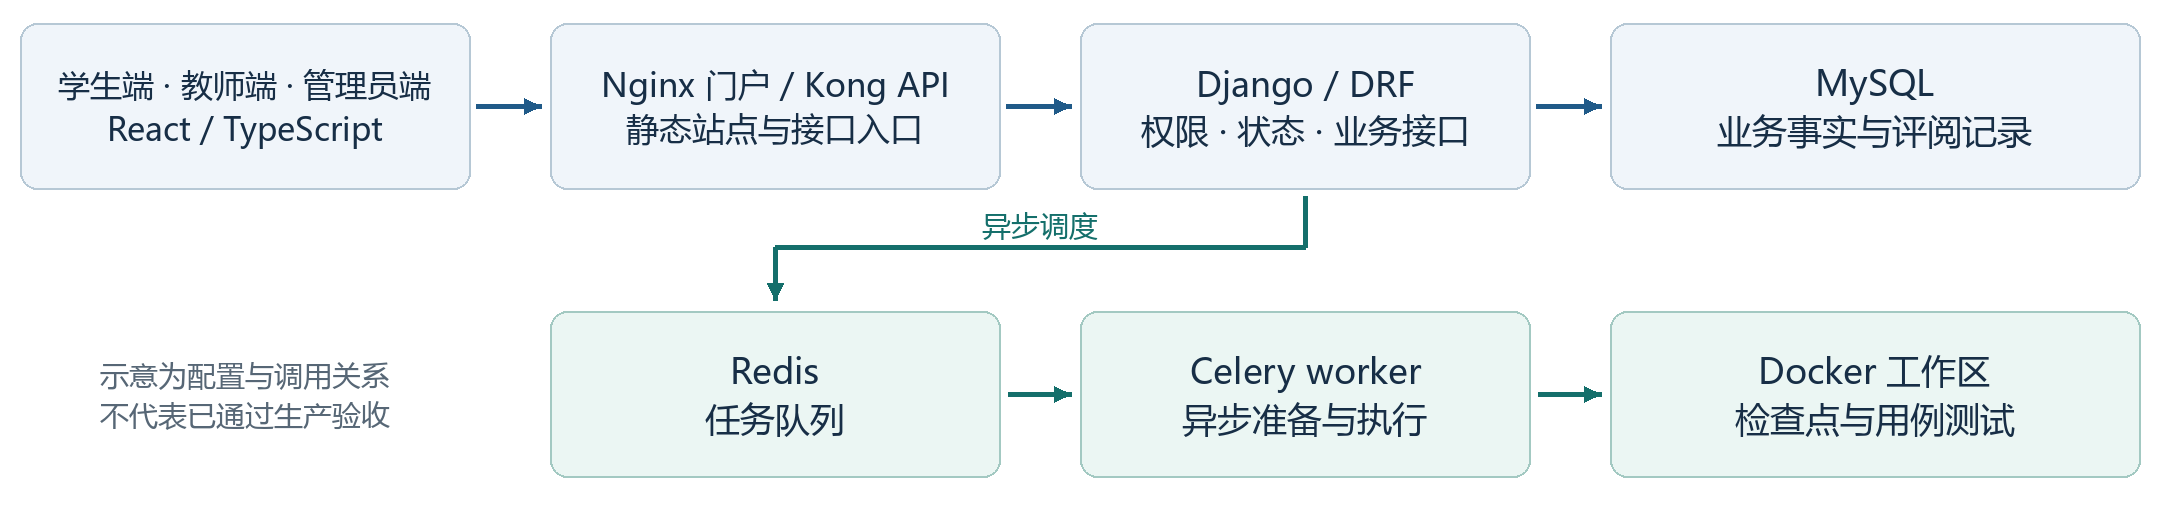 学生端 · 教师端 · 管理员端
React / TypeScript
Nginx 门户 / Kong API
静态站点与接口入口
Django / DRF
权限 · 状态 · 业务接口
MySQL
业务事实与评阅记录
异步调度
示意为配置与调用关系
不代表已通过生产验收
Redis
任务队列
Celery worker
异步准备与执行
Docker 工作区
检查点与用例测试